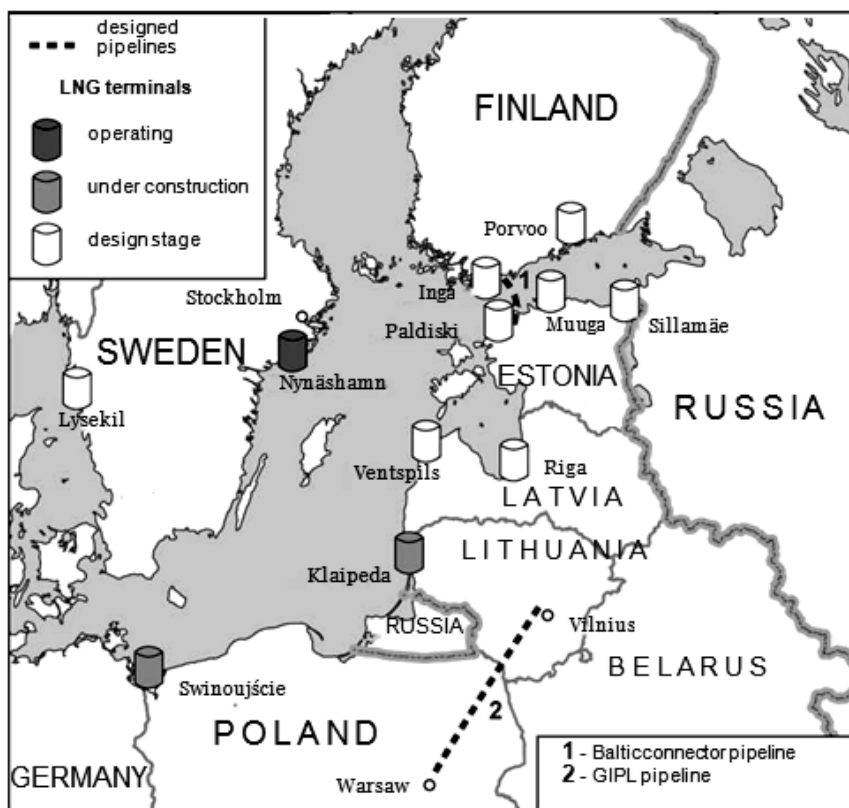 designed
pipelines
LNG terminals
operating
under construction
design stage
FINLAND
Porvoo
Inga
1
Stockholm
Paldiski
Muuga
Sillamäe
SWEDEN
Nynäshamn
ESTONIA
RUSSIA
Lysekil
Ventspils
Riga
LATVIA
LITHUANIA
Klaipeda
RUSSIA
Vilnius
BELARUS
Swinoujście
2
POLAND
GERMANY
Warsaw
1 - Balticconnector pipeline
2 - GIPL pipeline